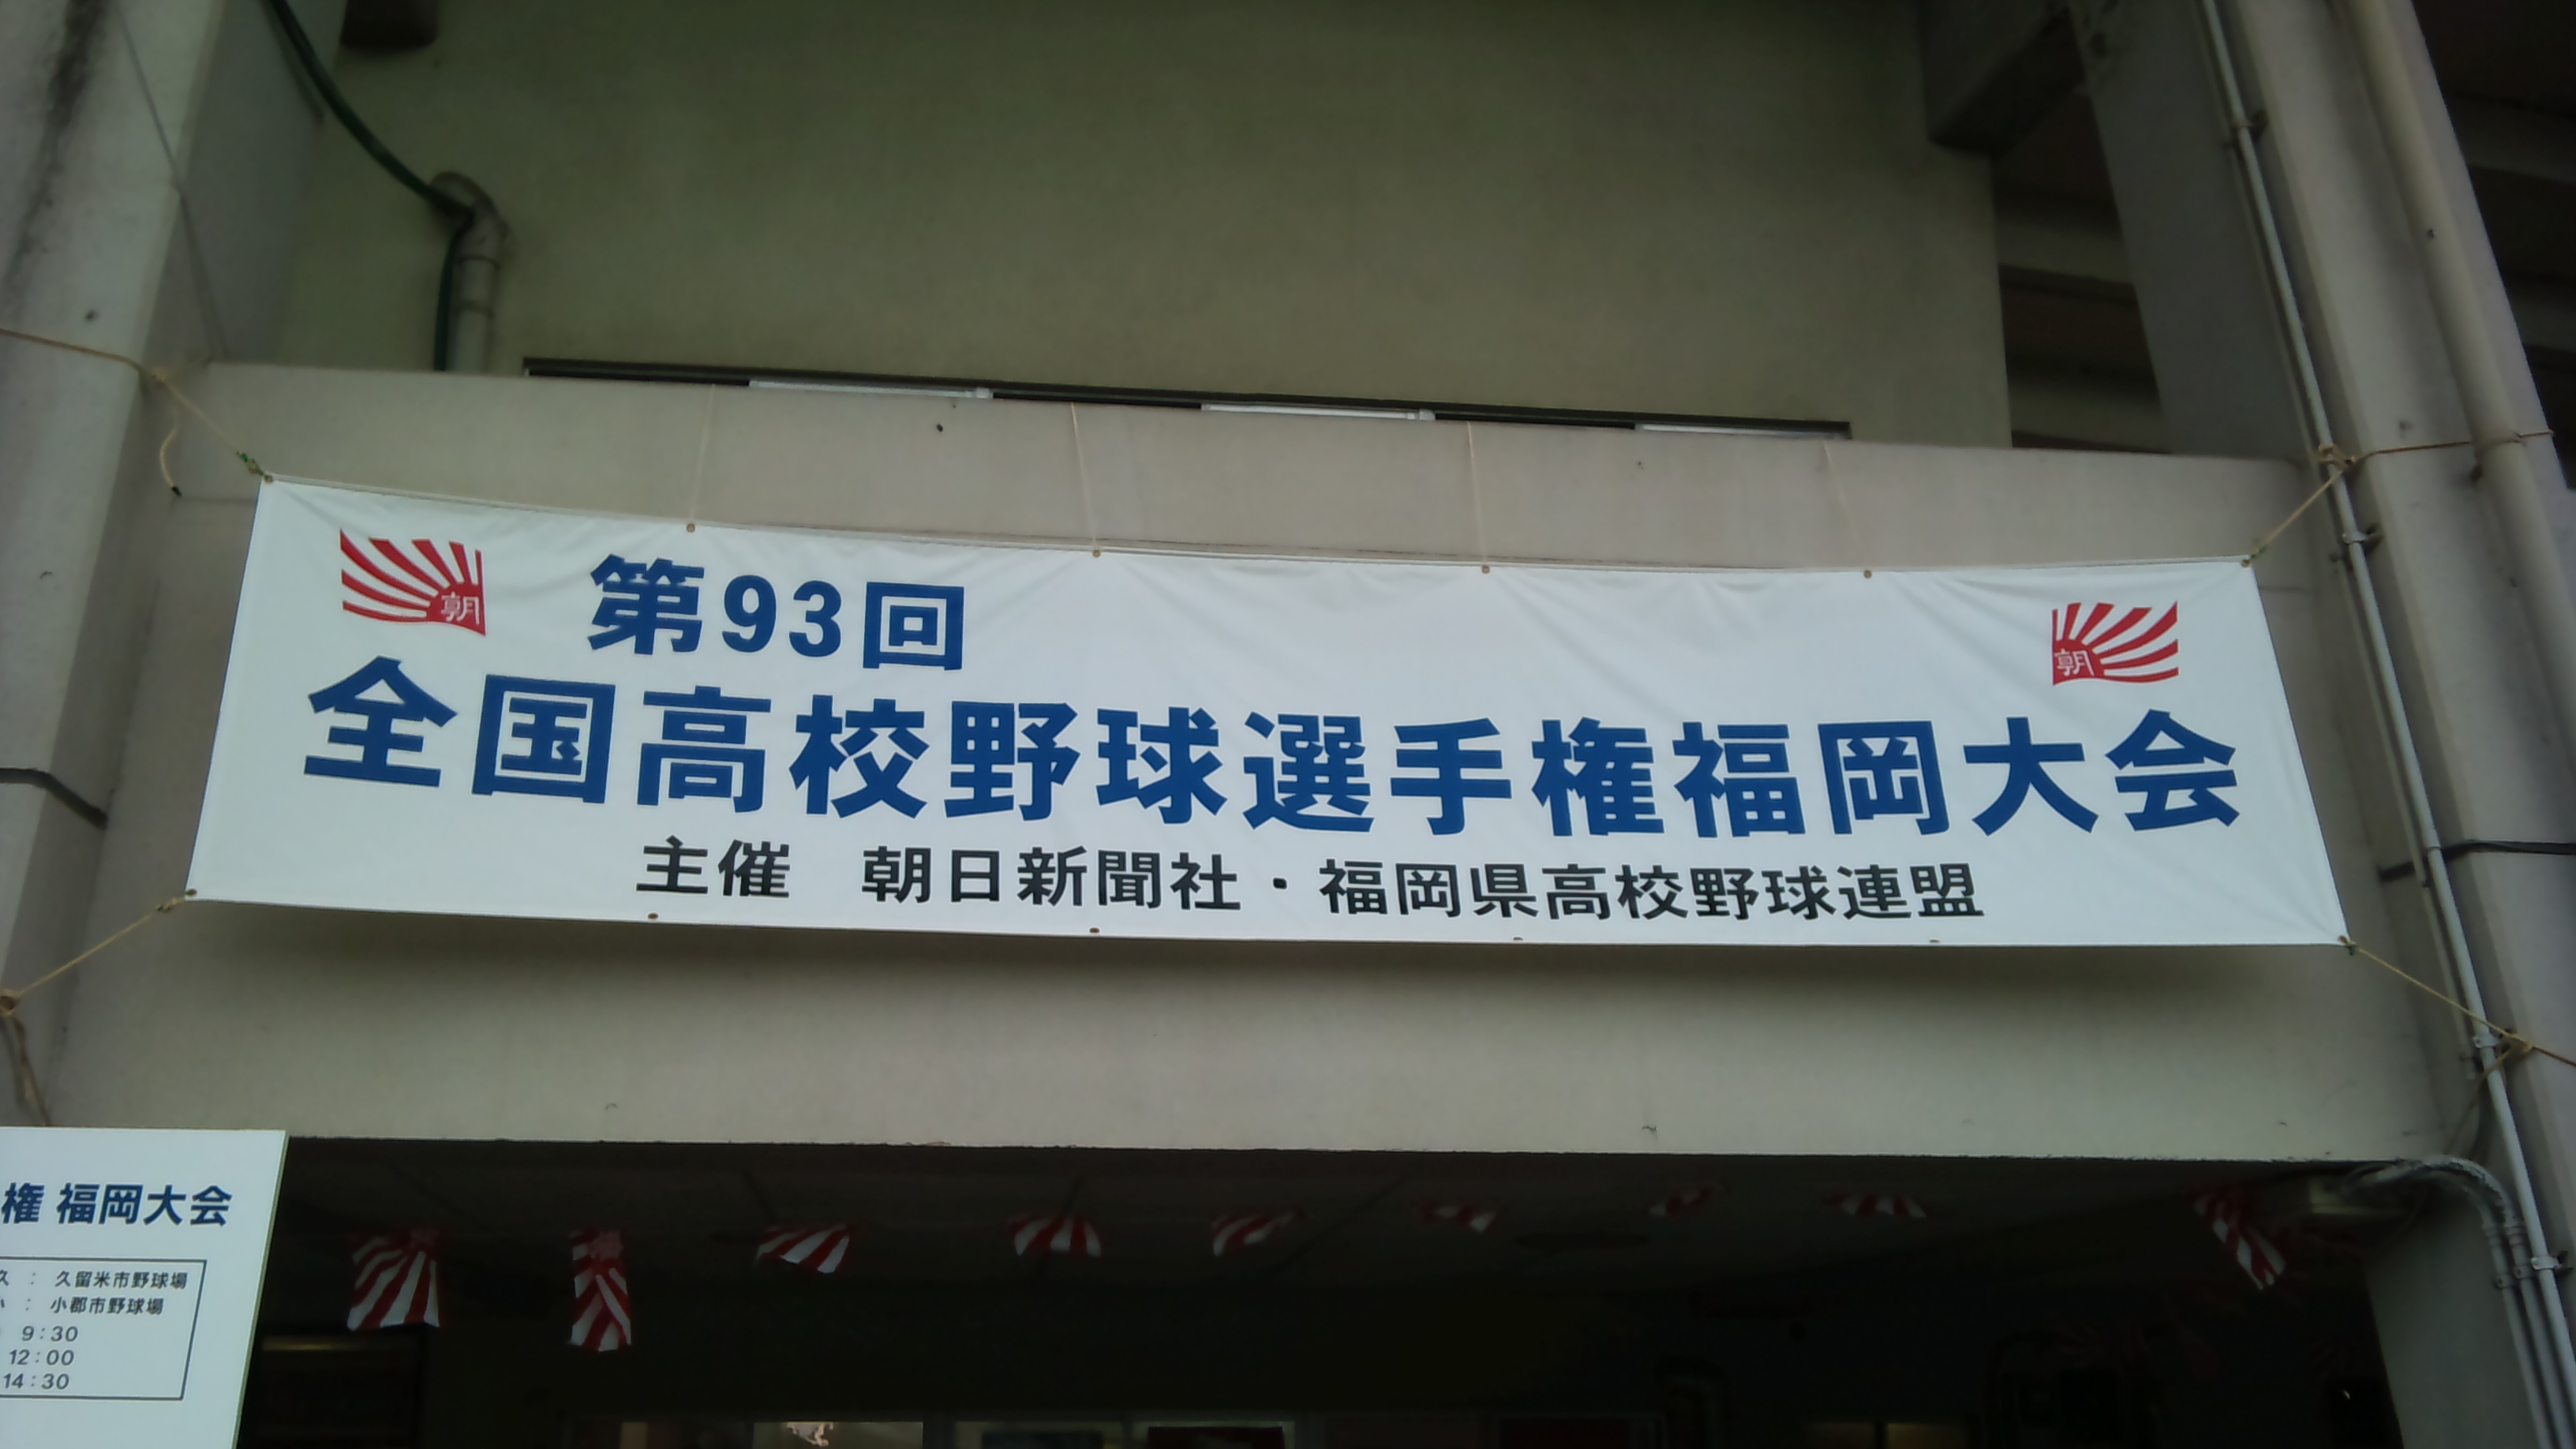 朝
第93回
朝
全国高校野球選手権福岡大会
主催 朝日新聞社・福岡県高校野球連盟
権 福岡大会
久 : 久留米市野球場
: 小郡市野球場
9:30
12:00
14:30